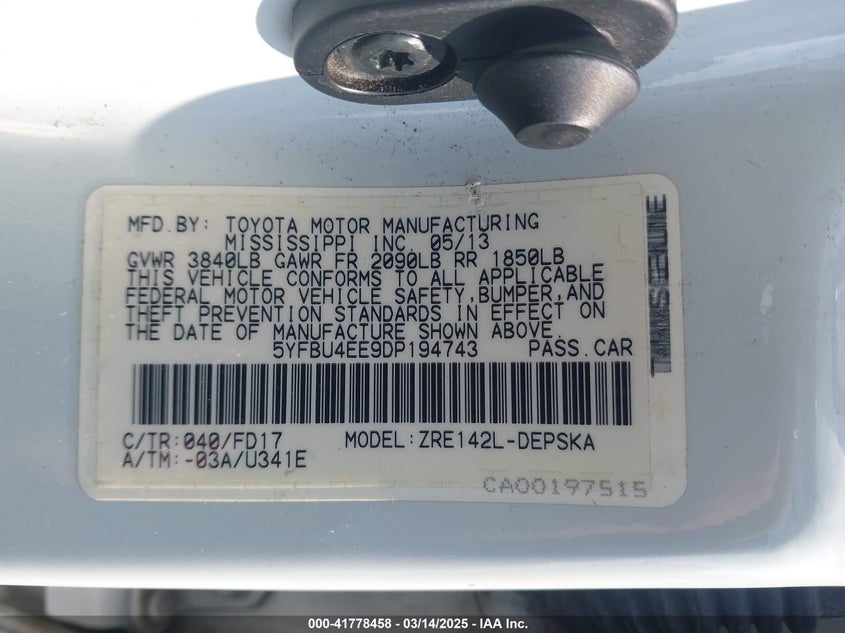 MFD.BY: TOYOTA MOTOR MANUFACTURING
MISSISSIPPI INC. 05/13
GVWR 3840LB GAWR FR 2090LB RR 1850LB
THIS VEHICLE CONFORMS TO ALL APPLICABLE
FEDERAL MOTOR VEHICLE SAFETY,BUMPER,AND
THEFT PREVENTION STANDARDS IN EFFECT ON
THE DATE OF MANUFACTURE SHOWN ABOVE.
5YFBU4EE9DP194743 PASS.CAR
C/TR:040/FD17 MODEL:ZRE142L-DEPSKA
A/TM:-03A/U341E
CA00197515
000-41778458 - 03/14/2025 - IAA Inc.